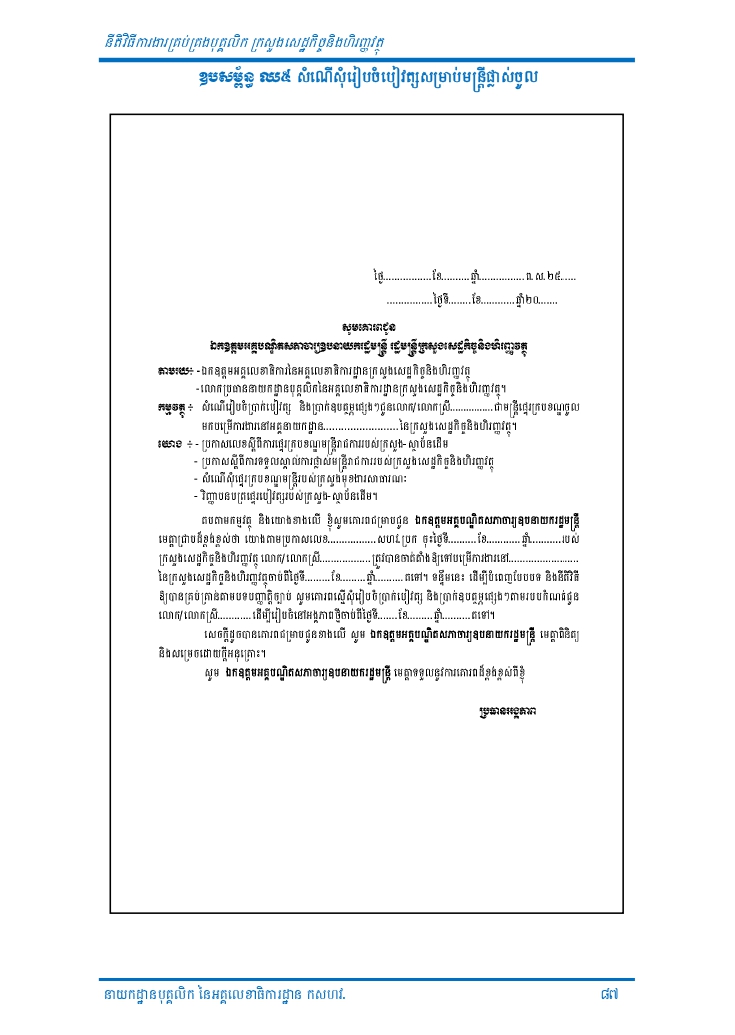 នីតិវិធីការងារគ្រប់គ្រងបុគ្គលិក ក្រសួងសេដ្ឋកិច្ចនិងហិរញ្ញវត្ថុ
ឧបសម្ព័ន្ធ ឈ៥ សំណើសុំរៀបចំបៀវត្សសម្រាប់មន្ត្រីផ្លាស់ចូល
ថ្ងៃ.................ខែ..........ឆ្នាំ................ព.ស.២៥......
................ថ្ងៃទី........ខែ............ឆ្នាំ២០.......
សូមគោរពជូន
ឯកឧត្តមអគ្គបណ្ឌិតសភាចារ្យឧបនាយករដ្ឋមន្ត្រី រដ្ឋមន្ត្រីក្រសួងសេដ្ឋកិច្ចនិងហិរញ្ញវត្ថុ
តាមរយៈ÷ -ឯកឧត្តមអគ្គលេខាធិការនៃអគ្គលេខាធិការដ្ឋានក្រសួងសេដ្ឋកិច្ចនិងហិរញ្ញវត្ថុ
-លោកប្រធាននាយកដ្ឋានបុគ្គលិកនៃអគ្គលេខាធិការដ្ឋានក្រសួងសេដ្ឋកិច្ចនិងហិរញ្ញវត្ថុ។
កម្មវត្ថុ ÷ សំណើរៀបចំប្រាក់បៀវត្ស និងប្រាក់ឧបត្ថម្ភផ្សេងៗជូនលោក/លោកស្រី...............ជាមន្ត្រីផ្ទេរក្របខណ្ឌចូល
មកបម្រើការងារនៅអគ្គនាយកដ្ឋាន.........................នៃក្រសួងសេដ្ឋកិច្ចនិងហិរញ្ញវត្ថុ។
យោង ÷ - ប្រកាសលេខស្តីពីការផ្ទេរក្របខណ្ឌមន្ត្រីរាជការរបស់ក្រសួង-ស្ថាប័នដើម
- ប្រកាសស្តីពីការទទួលស្គាល់ការផ្លាស់មន្ត្រីរាជការរបស់ក្រសួងសេដ្ឋកិច្ចនិងហិរញ្ញវត្ថុ
- សំណើសុំផ្ទេរក្របខណ្ឌមន្ត្រីរបស់ក្រសួងមុខងារសាធារណៈ
- វិញ្ញាបនបត្រផ្ទេរបៀវត្សរបស់ក្រសួង-ស្ថាប័នដើម។
តបតាមកម្មវត្ថុ និងយោងខាងលើ ខ្ញុំសូមគោរពជម្រាបជូន ឯកឧត្តមអគ្គបណ្ឌិតសភាចារ្យឧបនាយករដ្ឋមន្ត្រី
មេត្តាជ្រាបដ៏ខ្ពង់ខ្ពស់ថា យោងតាមប្រកាសលេខ.................សហវ.ប្រក ចុះថ្ងៃទី..........ខែ............ឆ្នាំ...........របស់
ក្រសួងសេដ្ឋកិច្ចនិងហិរញ្ញវត្ថុ លោក/លោកស្រី..................ត្រូវបានចាត់តាំងឱ្យទៅបម្រើការងារនៅ........................
នៃក្រសួងសេដ្ឋកិច្ចនិងហិរញ្ញវត្ថុចាប់ពីថ្ងៃទី.........ខែ.........ឆ្នាំ..........តទៅ។ ទន្ទឹមនេះ ដើម្បីបំពេញបែបបទ និងនីតិវិធី
ឱ្យបានគ្រប់គ្រាន់តាមបទបញ្ញាត្តិច្បាប់ សូមគោរពស្នើសុំរៀបចំប្រាក់បៀវត្ស និងប្រាក់ឧបត្ថម្ភផ្សេងៗតាមរបបកំណត់ជូន
លោក/លោកស្រី............ដើម្បីរៀបចំនៅអង្គភាពថ្មីចាប់ពីថ្ងៃទី.......ខែ.........ឆ្នាំ..........តទៅ។
សេចក្តីដូចបានគោរពជម្រាបជូនខាងលើ សូម ឯកឧត្តមអគ្គបណ្ឌិតសភាចារ្យឧបនាយករដ្ឋមន្ត្រី មេត្តាពិនិត្យ
និងសម្រេចដោយក្តីអនុគ្រោះ។
សូម ឯកឧត្តមអគ្គបណ្ឌិតសភាចារ្យឧបនាយករដ្ឋមន្ត្រី មេត្តាទទួលនូវការគោរពដ៏ខ្ពង់ខ្ពស់ពីខ្ញុំ
ប្រធានអង្គភាព
នាយកដ្ឋានបុគ្គលិក នៃអគ្គលេខាធិការដ្ឋាន កសហវ.
៨៧